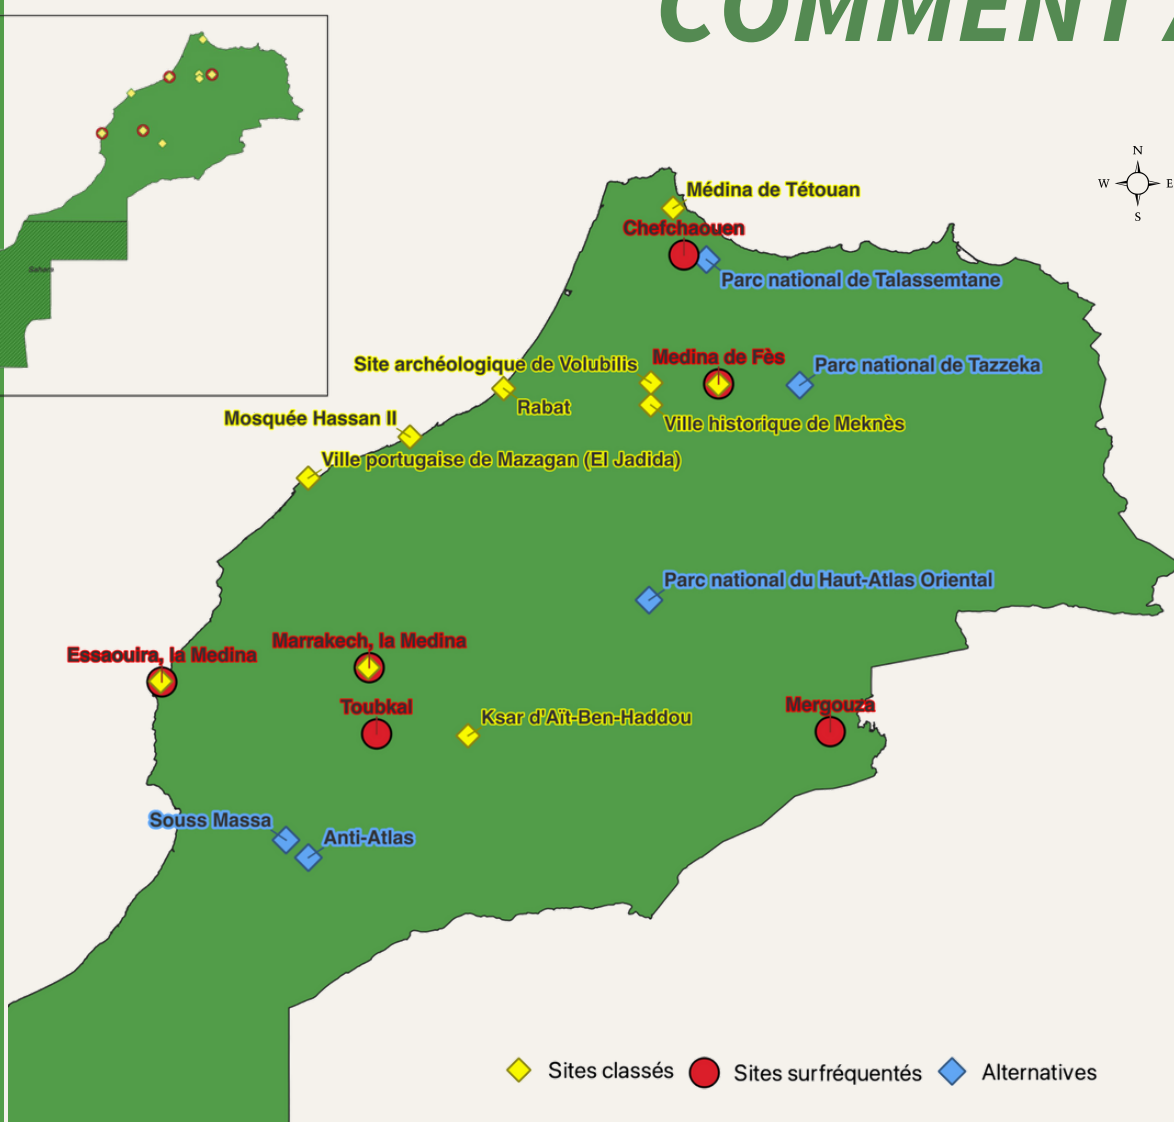 COMMENT
N
W
E
S
Sahara
Médina de Tétouan
Chefchaouen
Parc national de Talassemtane
Site archéologique de Volubilis
Medina de Fès
Parc national de Tazzeka
Rabat
Mosquée Hassan II
Ville historique de Meknès
Ville portugaise de Mazagan (El Jadida)
Parc national du Haut-Atlas Oriental
Marrakech, la Medina
Essaouira, la Medina
Toubkal
Mergouza
Ksar d'Aït-Ben-Haddou
Souss Massa
Anti-Atlas
Sites classés
Sites surfréquentés
Alternatives